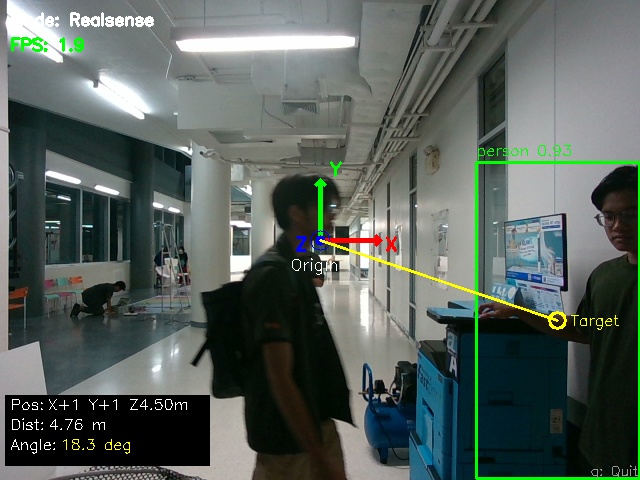 Mode: Realsense
FPS: 1.9
person 0.93
Y
Z
X
Origin
Target
Pos: X+1 Y+1 Z4.50m
Dist: 4.76 m
Angle: 18.3 deg
q: Quit